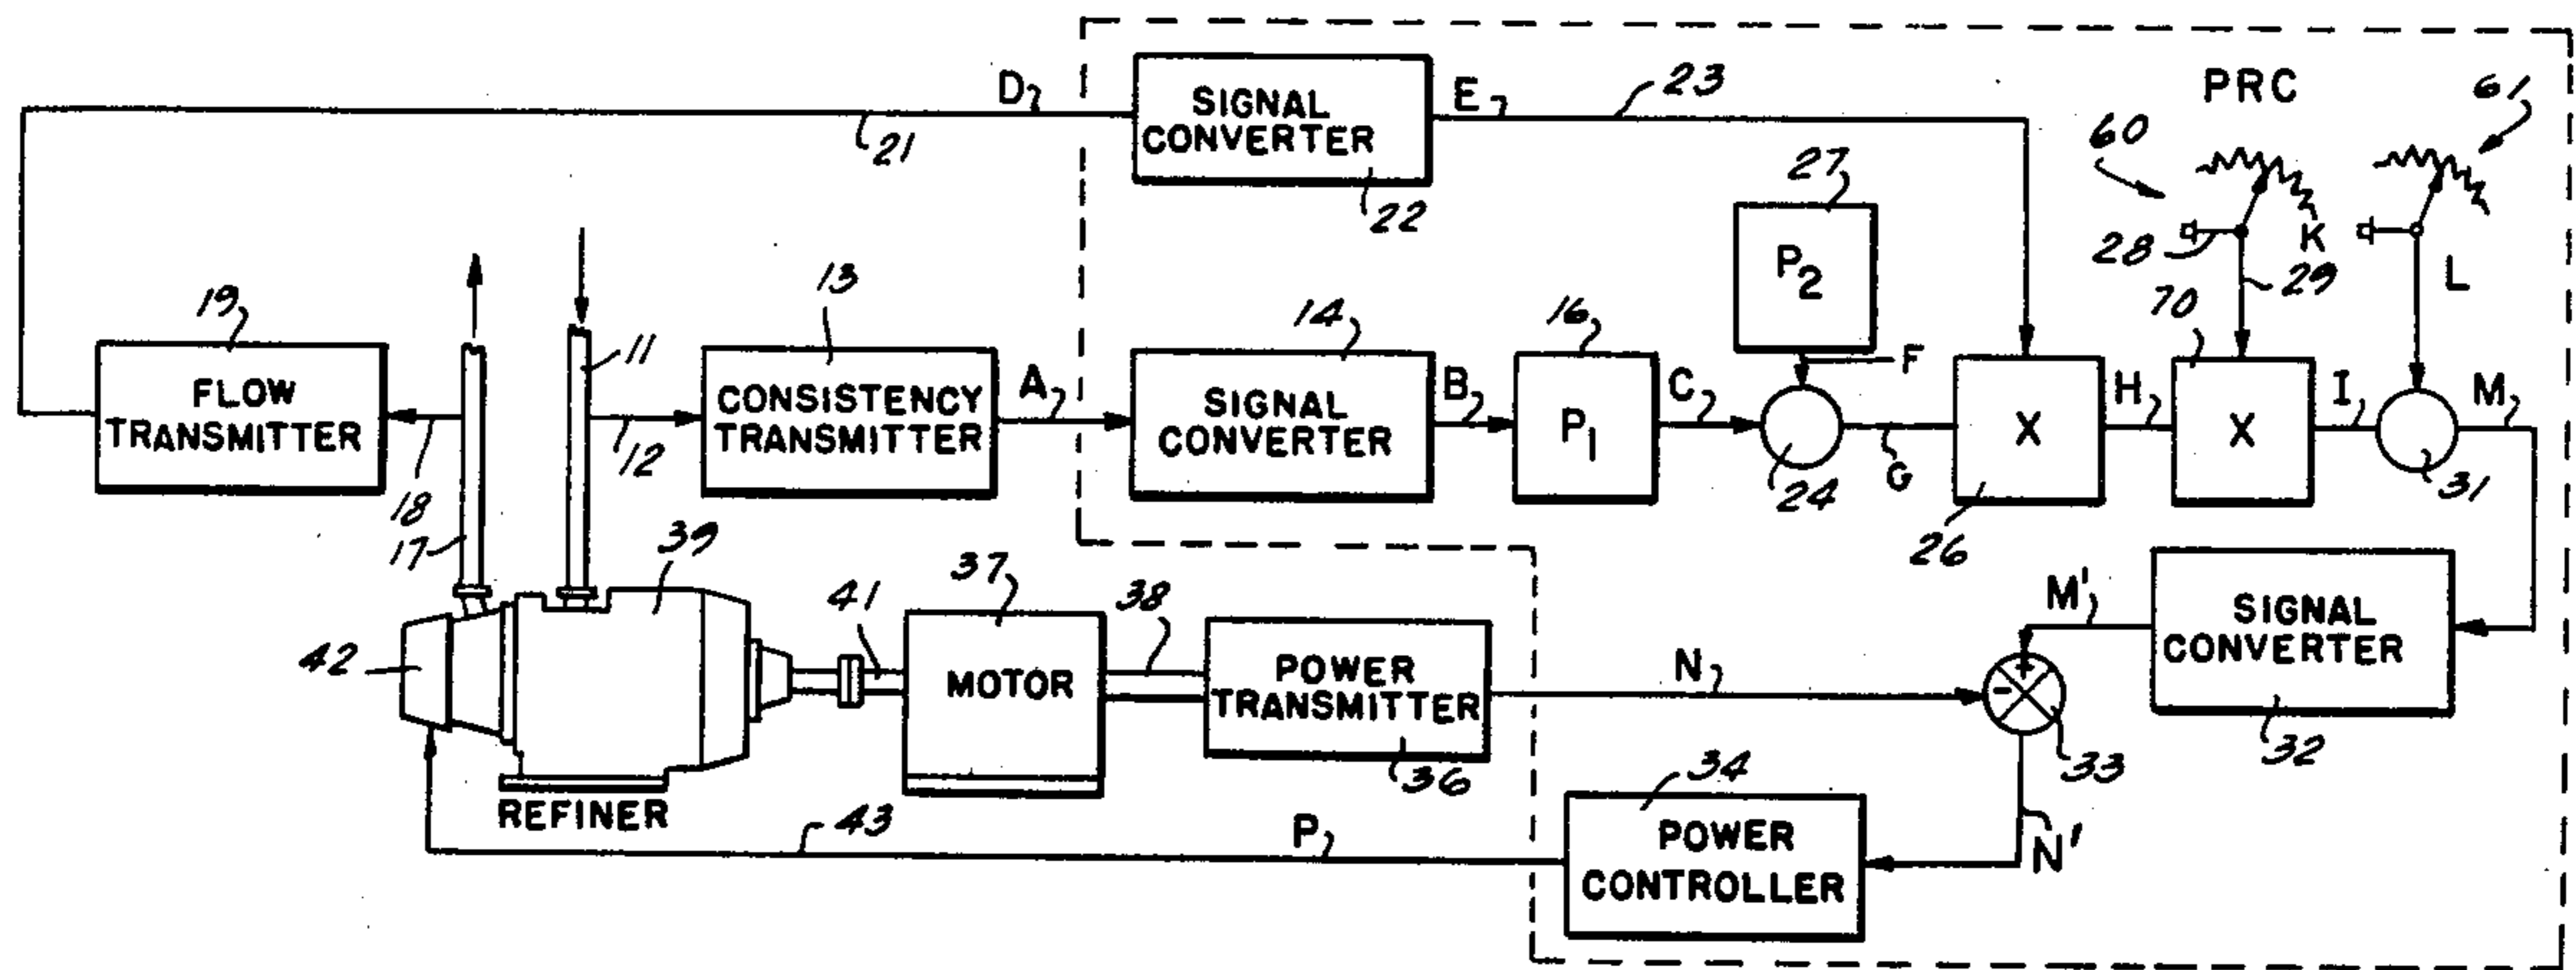 D
SIGNAL
CONVERTER
22
E
23
PRC
61
60
21
27
P2
28
K
29
L
19
FLOW
TRANSMITTER
18
17
11
12
13
CONSISTENCY
TRANSMITTER
A
14
SIGNAL
CONVERTER
B
16
P1
C
F
24
G
X
26
H
70
X
I
M
31
39
42
REFINER
41
37
MOTOR
38
POWER
TRANSMITTER
36
N
M'
SIGNAL
CONVERTER
32
+
-
33
N'
34
POWER
CONTROLLER
P
43